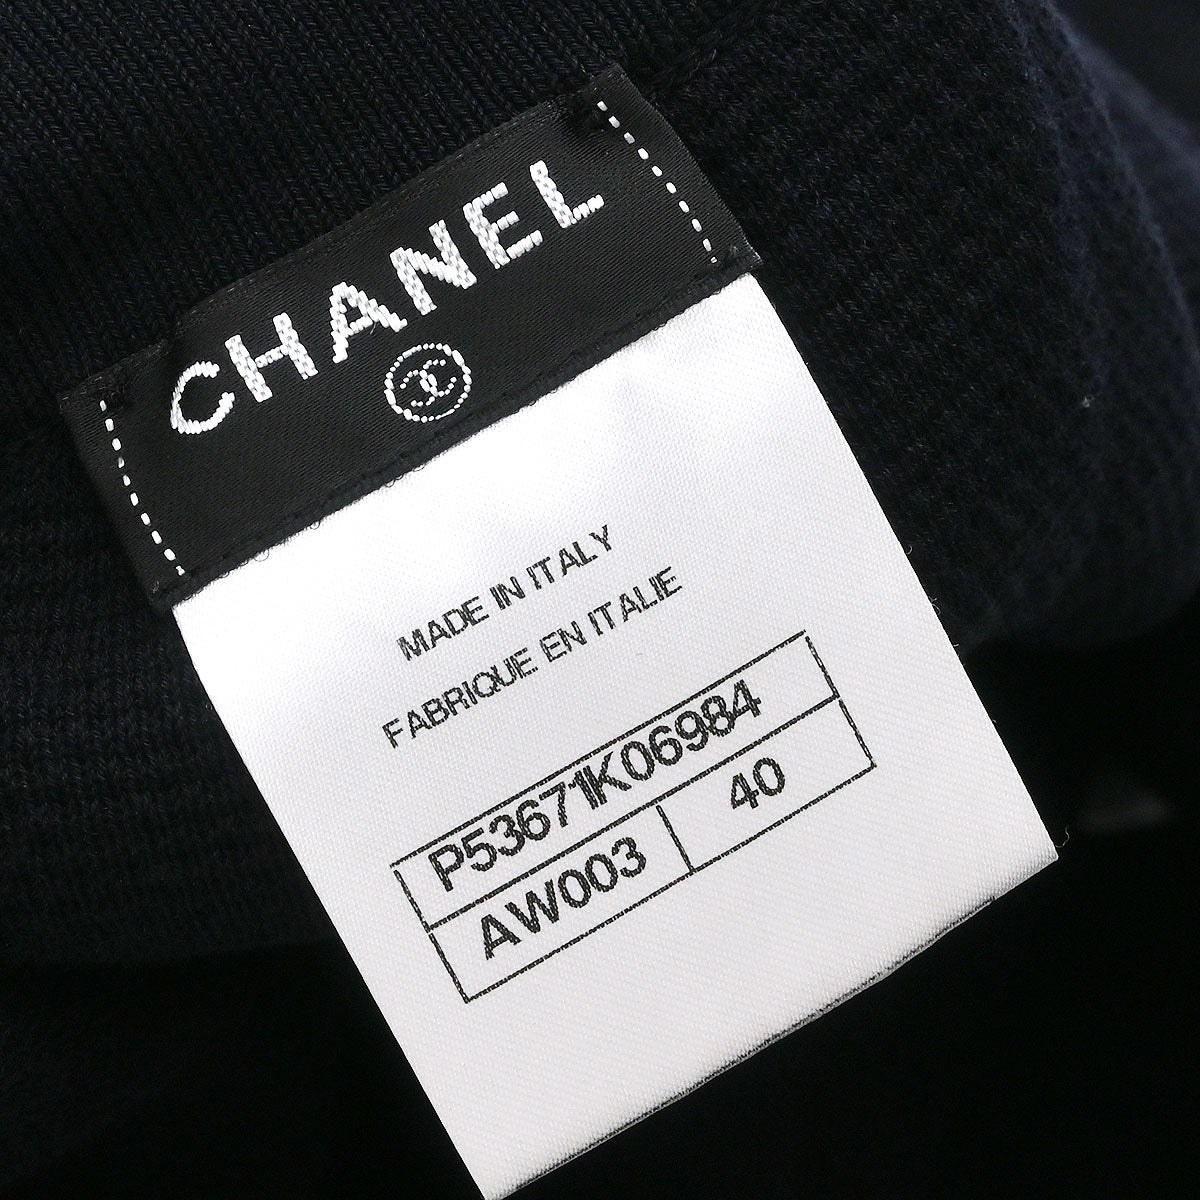 CHANEL
MADE IN ITALY
FABRIQUE EN ITALIE
P53671K06984
AW003 40